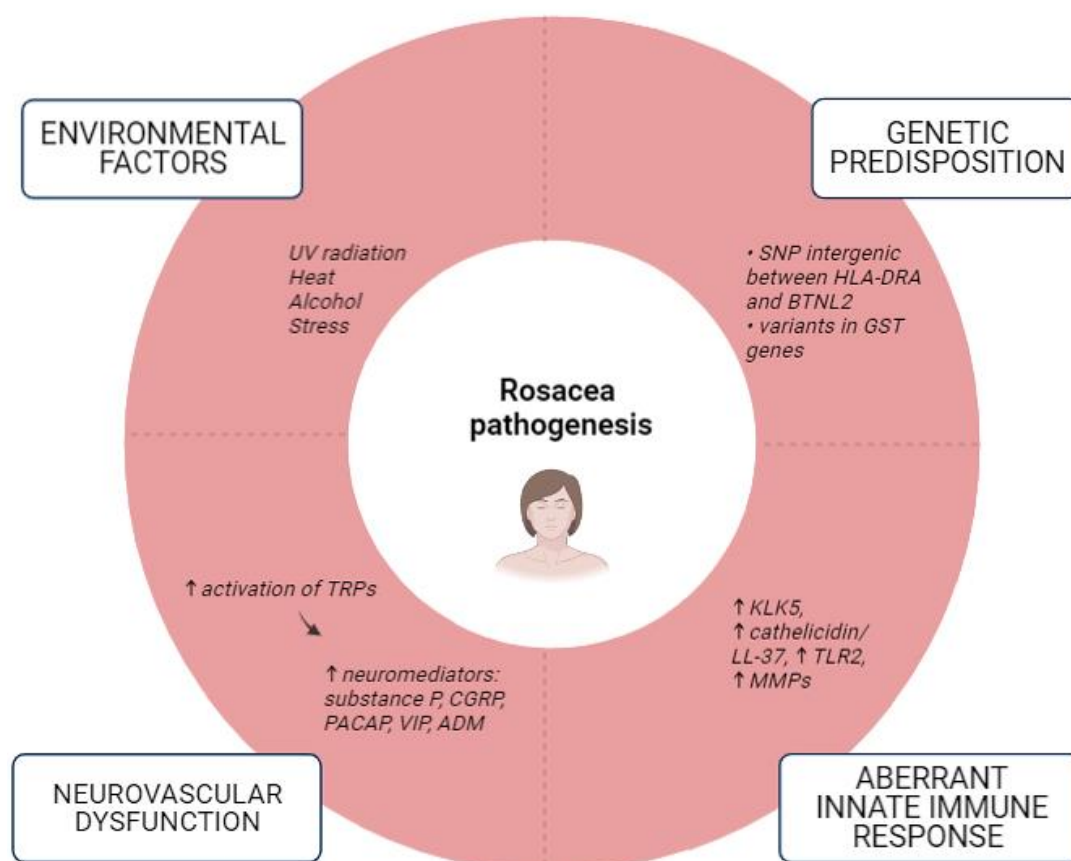 ENVIRONMENTAL
FACTORS
GENETIC
PREDISPOSITION
UV radiation
Heat
Alcohol
Stress
• SNP intergenic
between HLA-DRA
and BTNL2
• variants in GST
genes
Rosacea
pathogenesis
↑ activation of TRPs
↑ neuromediators:
substance P, CGRP,
PACAP, VIP, ADM
↑ KLK5,
↑ cathelicidin/
LL-37, ↑ TLR2,
↑ MMPs
NEUROVASCULAR
DYSFUNCTION
ABERRANT
INNATE IMMUNE
RESPONSE